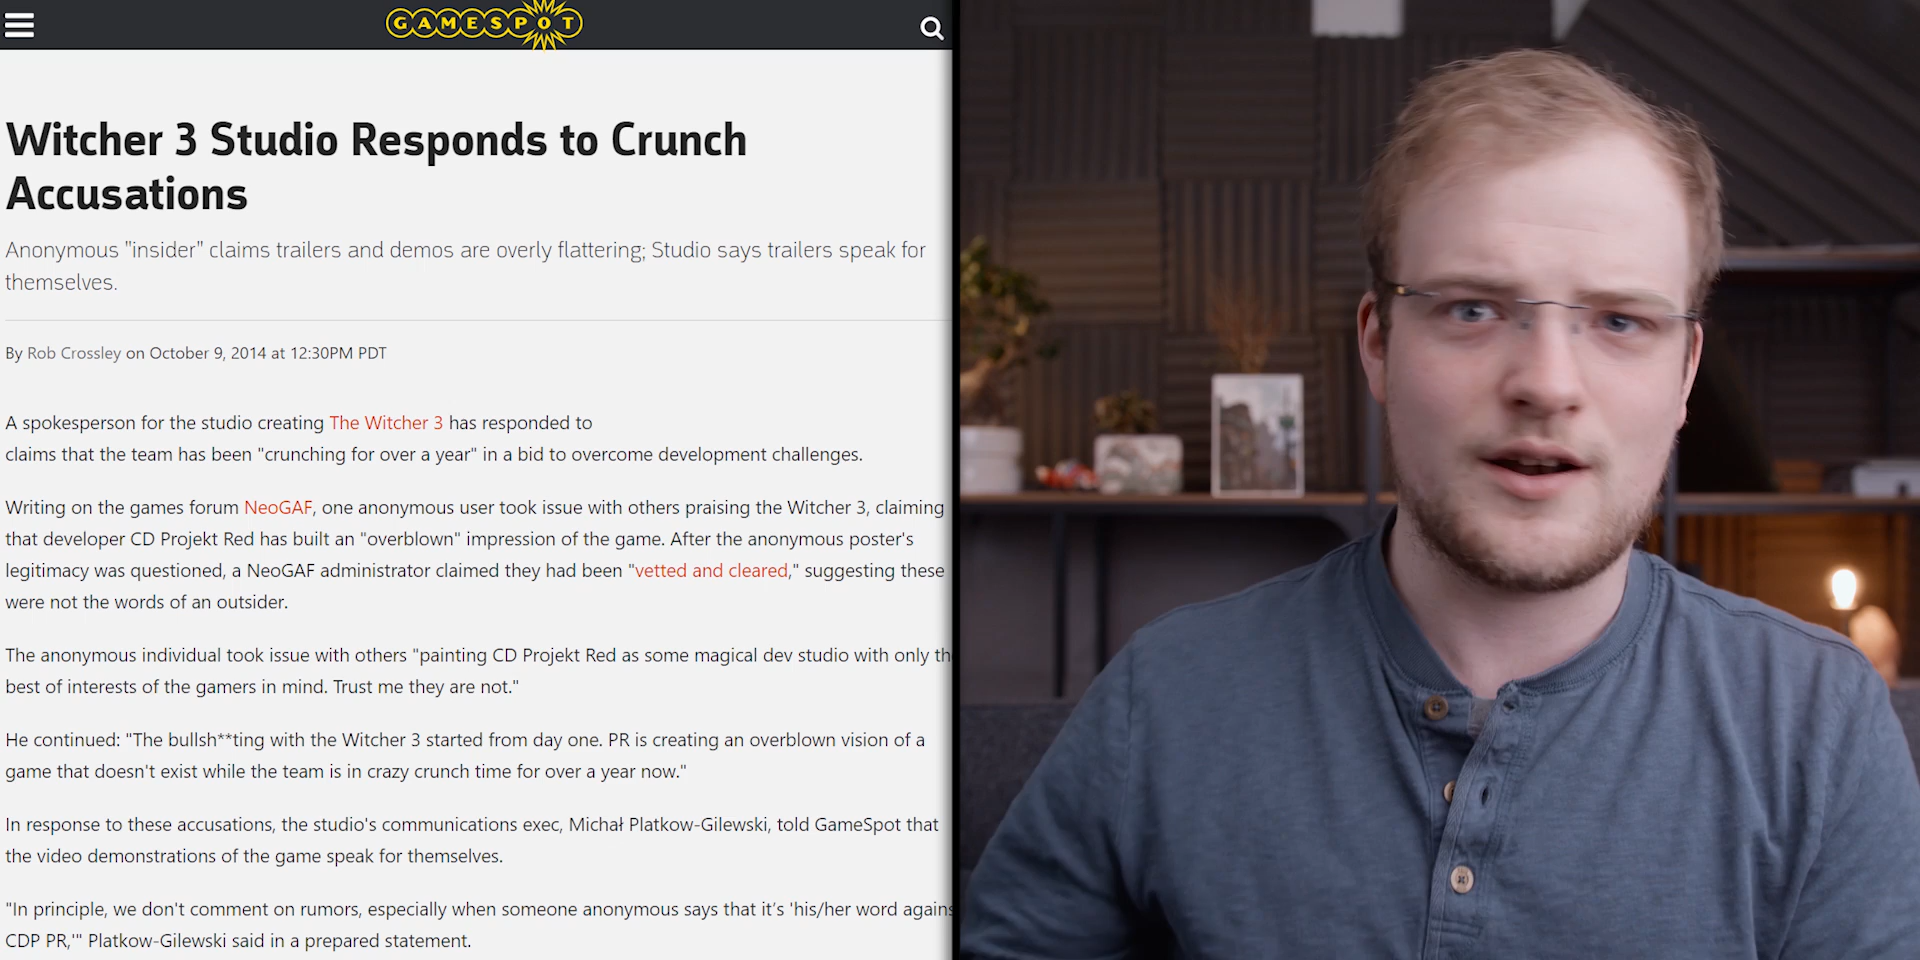 GAMESPOT
Witcher 3 Studio Responds to Crunch
Accusations
Anonymous "insider" claims trailers and demos are overly flattering; Studio says trailers speak for
themselves.
By Rob Crossley on October 9, 2014 at 12:30PM PDT
A spokesperson for the studio creating The Witcher 3 has responded to
claims that the team has been "crunching for over a year" in a bid to overcome development challenges.
Writing on the games forum NeoGAF, one anonymous user took issue with others praising the Witcher 3, claiming
that developer CD Projekt Red has built an "overblown" impression of the game. After the anonymous poster's
legitimacy was questioned, a NeoGAF administrator claimed they had been "vetted and cleared," suggesting these
were not the words of an outsider.
The anonymous individual took issue with others "painting CD Projekt Red as some magical dev studio with only th
best of interests of the gamers in mind. Trust me they are not."
He continued: "The bullsh**ting with the Witcher 3 started from day one. PR is creating an overblown vision of a
game that doesn't exist while the team is in crazy crunch time for over a year now."
In response to these accusations, the studio's communications exec, Michał Platkow-Gilewski, told GameSpot that
the video demonstrations of the game speak for themselves.
"In principle, we don't comment on rumors, especially when someone anonymous says that it's 'his/her word agains
CDP PR,'" Platkow-Gilewski said in a prepared statement.